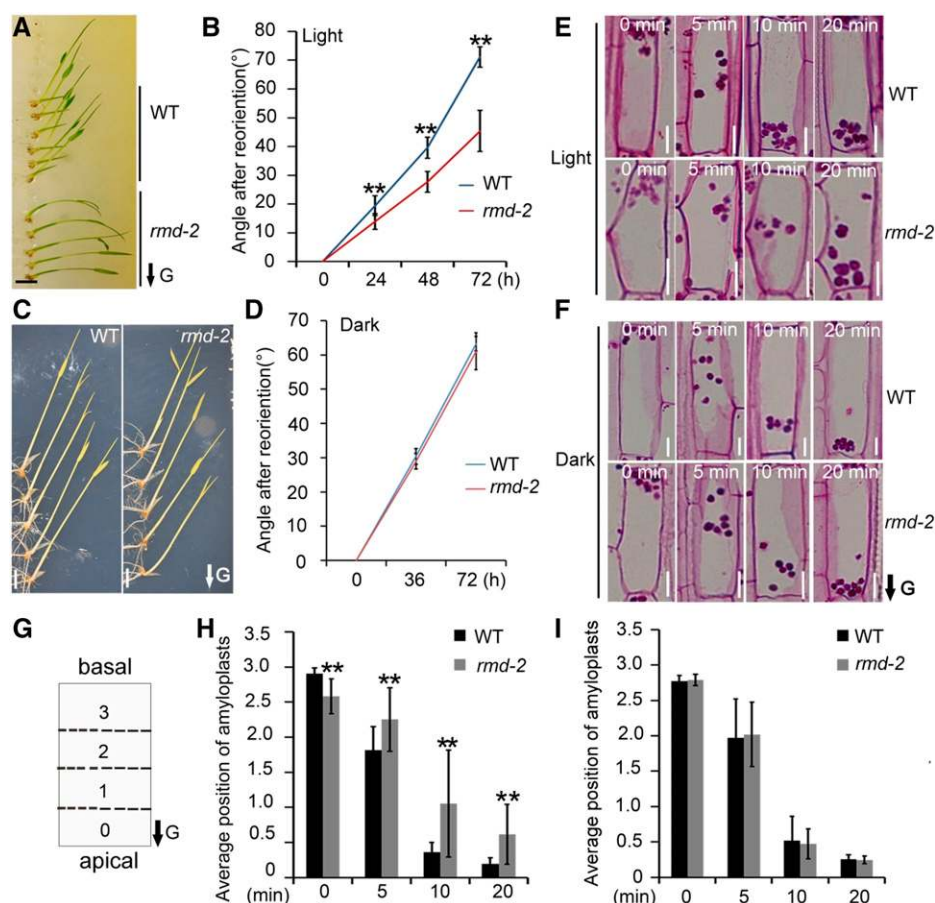 A
WT
rmd-2
G
B
Light
Angle after reorientation(°)
80
70
60
50
40
30
20
10
0
**
**
**
WT
rmd-2
0
24
48
72 (h)
C
WT
rmd-2
G
D
Dark
Angle after reorientation(°)
70
60
50
40
30
20
10
0
WT
rmd-2
0
36
72 (h)
E
Light
0 min
5 min
10 min
20 min
WT
0 min
5 min
10 min
20 min
rmd-2
F
Dark
0 min
5 min
10 min
20 min
WT
0 min
5 min
10 min
20 min
rmd-2
G
G
basal
3
2
1
0
apical
G
H
Average position of amyloplasts
3.5
3.0
2.5
2.0
1.5
1.0
0.5
0
WT
rmd-2
**
**
**
**
(min)
0
5
10
20
I
Average position of amyloplasts
3.5
3.0
2.5
2.0
1.5
1.0
0.5
0
WT
rmd-2
(min)
0
5
10
20